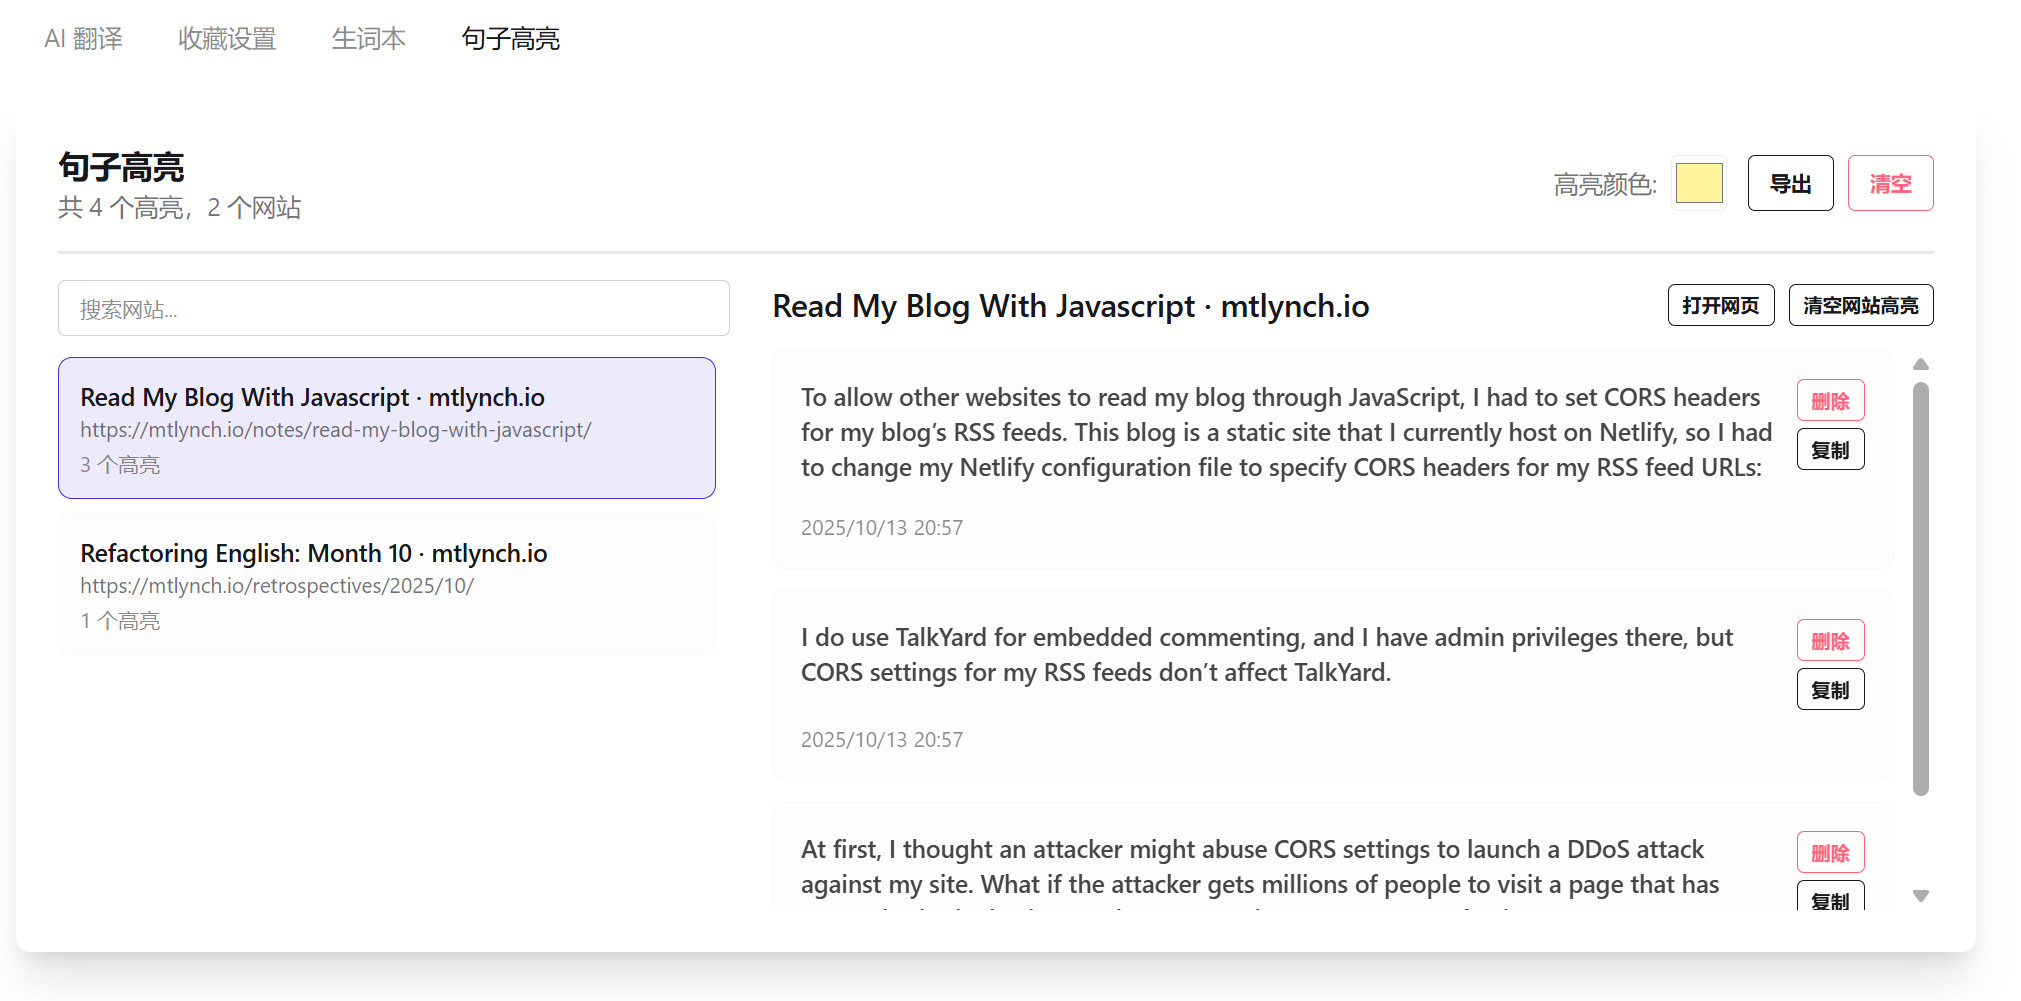 AI 翻译 收藏设置 生词本 句子高亮
句子高亮
共 4 个高亮，2 个网站
高亮颜色: 导出 清空
搜索网站...
Read My Blog With Javascript · mtlynch.io
https://mtlynch.io/notes/read-my-blog-with-javascript/
3 个高亮
Refactoring English: Month 10 · mtlynch.io
https://mtlynch.io/retrospectives/2025/10/
1 个高亮
Read My Blog With Javascript · mtlynch.io
打开网页 清空网站高亮
To allow other websites to read my blog through JavaScript, I had to set CORS headers
for my blog’s RSS feeds. This blog is a static site that I currently host on Netlify, so I had
to change my Netlify configuration file to specify CORS headers for my RSS feed URLs:
2025/10/13 20:57
删除
复制
I do use TalkYard for embedded commenting, and I have admin privileges there, but
CORS settings for my RSS feeds don’t affect TalkYard.
2025/10/13 20:57
删除
复制
At first, I thought an attacker might abuse CORS settings to launch a DDoS attack
against my site. What if the attacker gets millions of people to visit a page that has
删除
复制